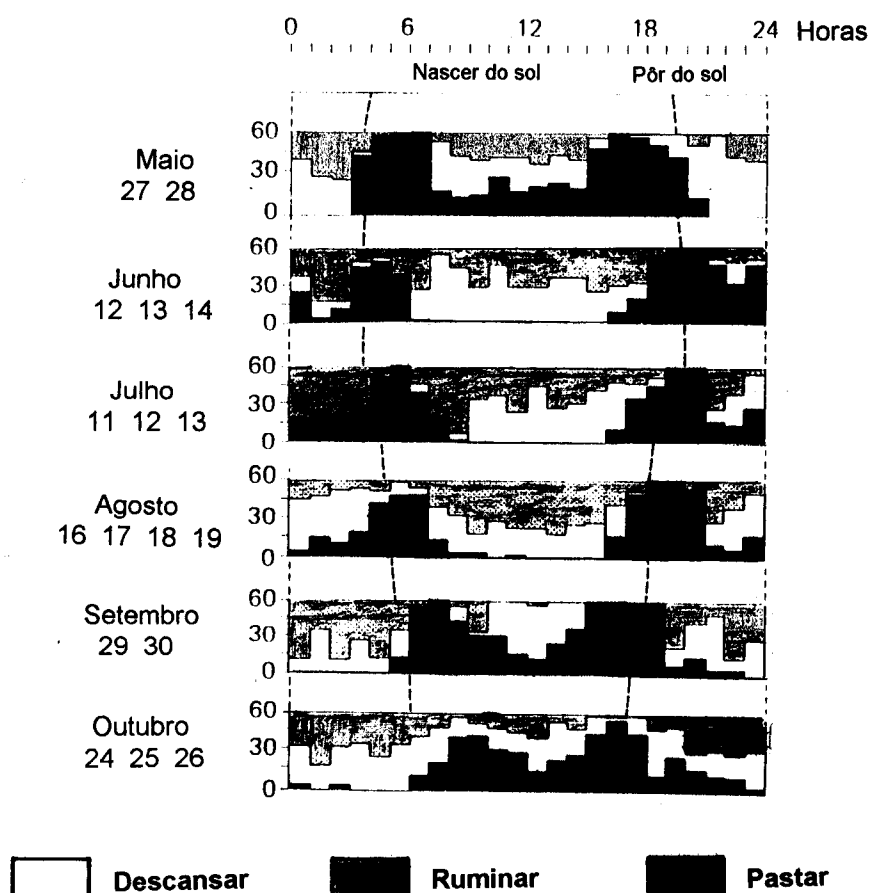 0 6 12 18 24 Horas
Nascer do sol Pôr do sol
60
Maio
30
27 28
0
60
Junho
30
12 13 14
0
60
Julho
30
11 12 13
0
60
Agosto
30
16 17 18 19
0
60
Setembro
30
29 30
0
60
Outubro
30
24 25 26
0
Descansar Ruminar Pastar